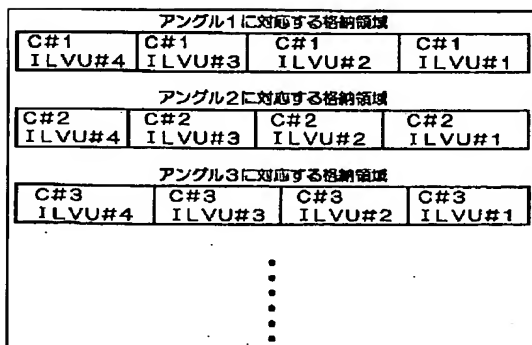 アングル1に対応する格納領域
C#1 C#1 C#1 C#1
ILVU#4 ILVU#3 ILVU#2 ILVU#1
アングル2に対応する格納領域
C#2 C#2 C#2 C#2
ILVU#4 ILVU#3 ILVU#2 ILVU#1
アングル3に対応する格納領域
C#3 C#3 C#3 C#3
ILVU#4 ILVU#3 ILVU#2 ILVU#1